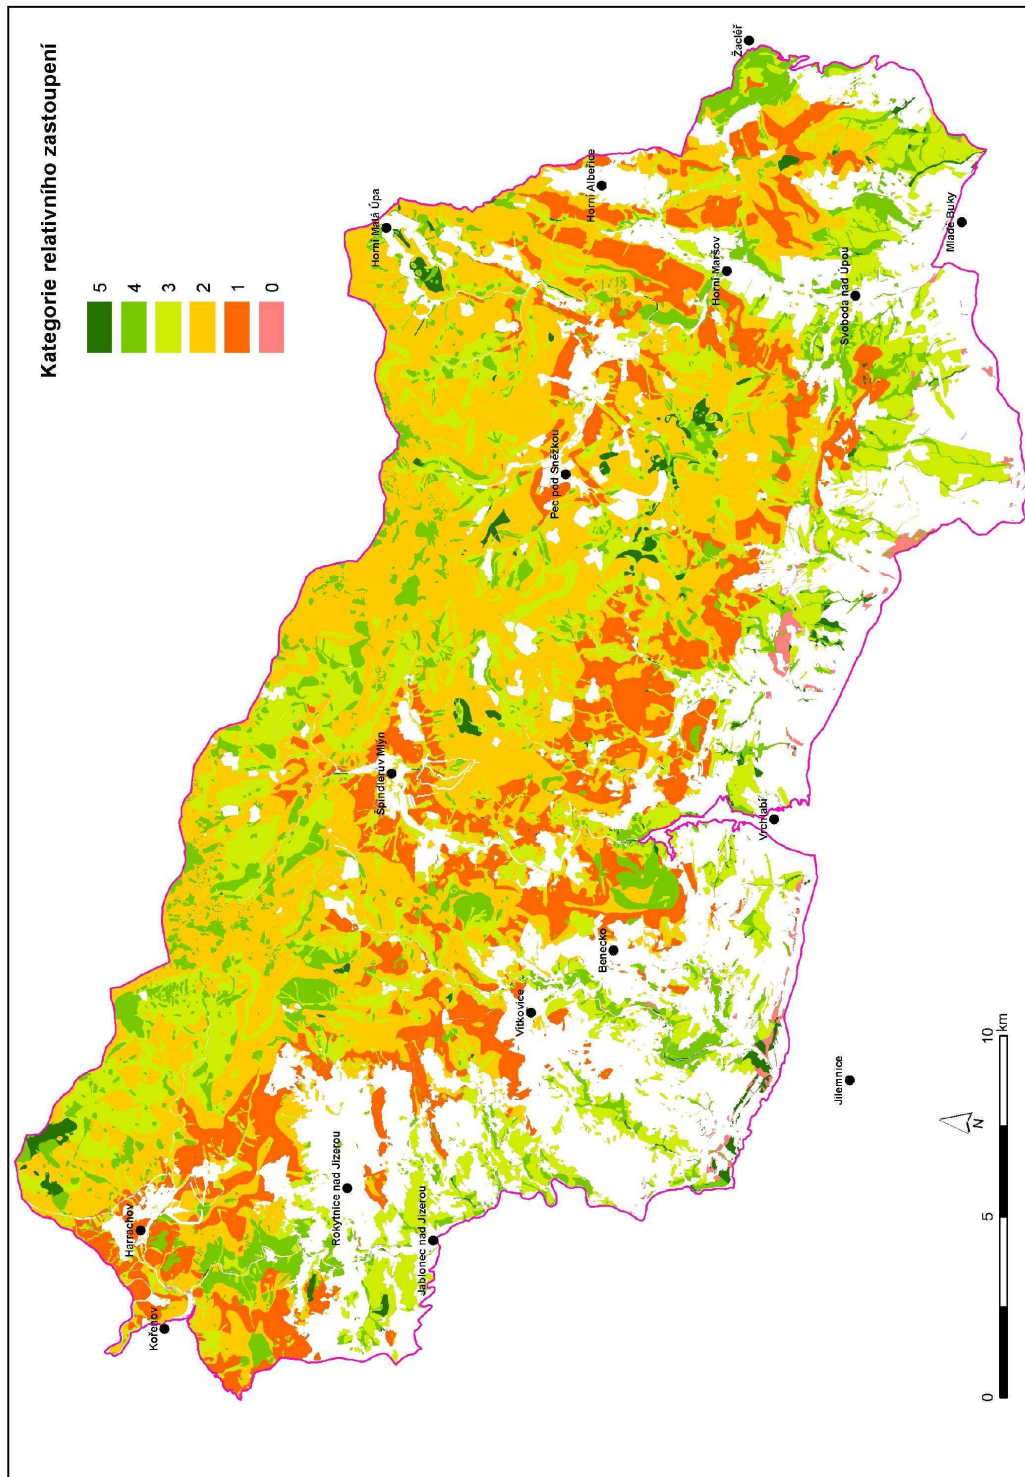 Kategorie relativního zastoupení
5
4
3
2
1
0
Žacléř
Horní Malá Úpa
Horní Albeřice
Horní Maršov
Mladé Buky
Svoboda nad Úpou
Pec pod Sněžkou
Špindlerův Mlýn
Vrchlabí
Benecko
Vítkovice
Jilemnice
Harrachov
Kořenov
Rokytnice nad Jizerou
Jablonec nad Jizerou
N
0
5
10
km